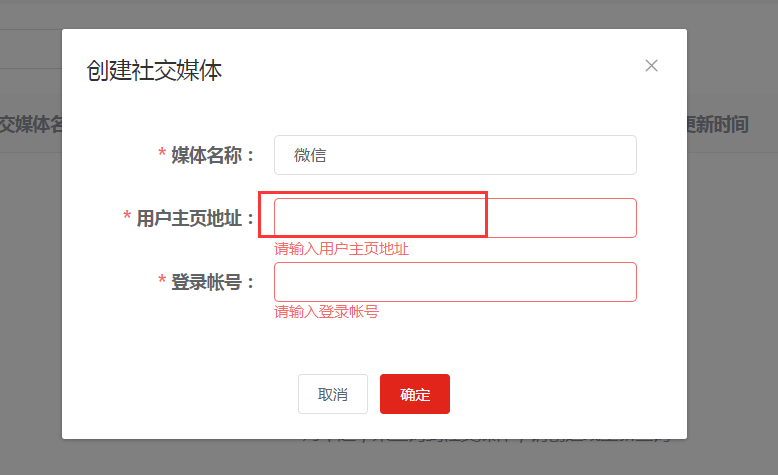 创建社交媒体
交媒体名
更新时间
* 媒体名称：
微信
* 用户主页地址：
请输入用户主页地址
* 登录帐号：
请输入登录帐号
取消
确定